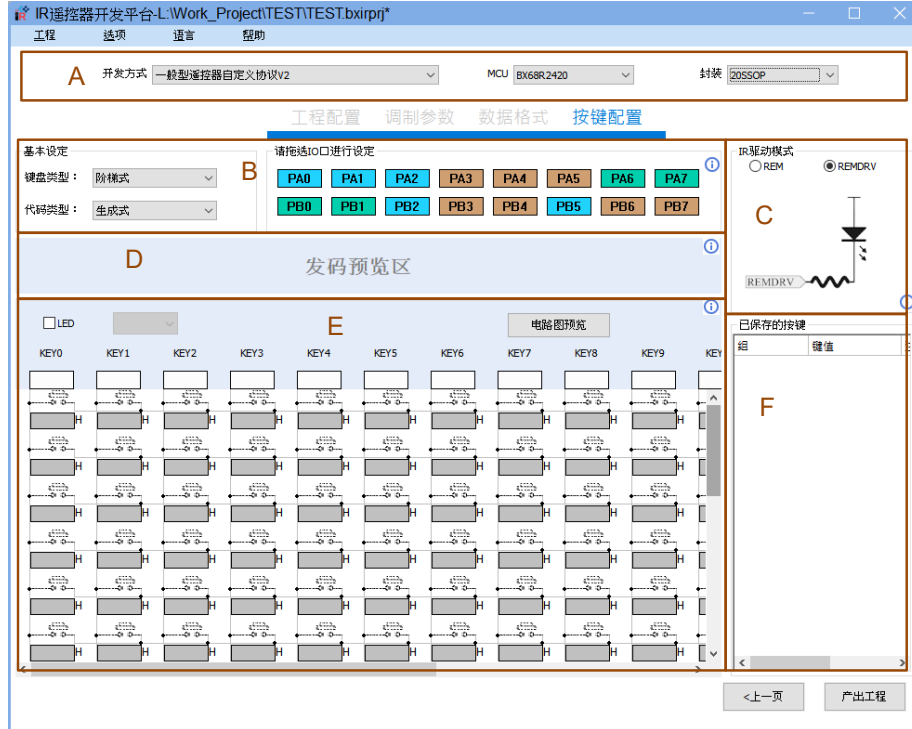 IR遥控器开发平台-L:\Work_Project\TEST\TEST.bxirprj*
工程 选项 语言 帮助
A 开发方式 一般型遥控器自定义协议V2 MCU BX68R2420 封装 20SSOP
工程配置 调制参数 数据格式 按键配置
基本设定 请拖选IO口进行设定 IR驱动模式
键盘类型: 阶梯式 B PA0 PA1 PA2 PA3 PA4 PA5 PA6 PA7 REM REMDRV
代码类型: 生成式 PB0 PB1 PB2 PB3 PB4 PB5 PB6 PB7 C
D 发码预览区
REMDRV
LED E 电路图预览 已保存的按键
KEY0 KEY1 KEY2 KEY3 KEY4 KEY5 KEY6 KEY7 KEY8 KEY9 KEY 组 键值
F
H H H H H H H H H H
H H H H H H H H H H
H H H H H H H H H H
H H H H H H H H H H
H H H H H H H H H H
H H H H H H H H H H
<上一页 产出工程